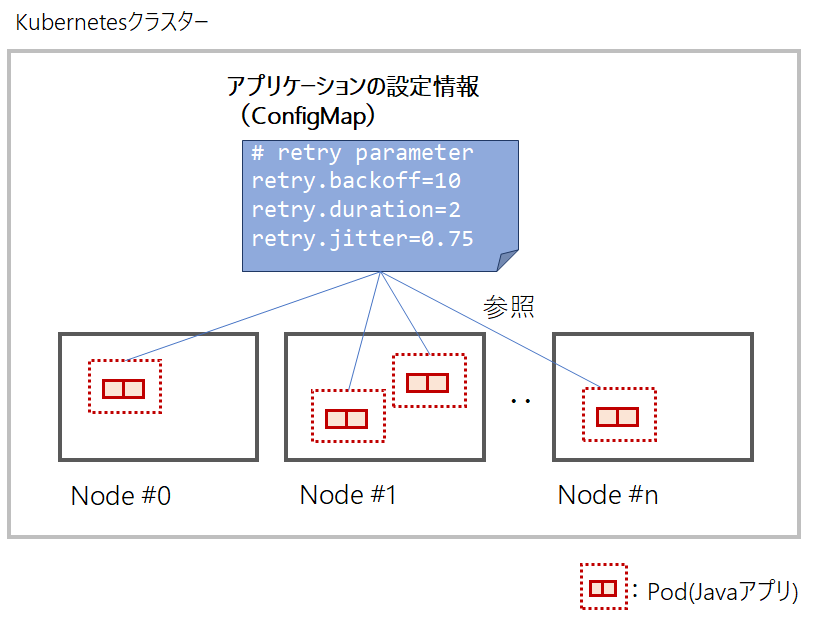 Kubernetesクラスター
アプリケーションの設定情報
（ConfigMap）
# retry parameter
retry.backoff=10
retry.duration=2
retry.jitter=0.75
参照
‥
Node #0
Node #1
Node #n
：Pod(Javaアプリ)